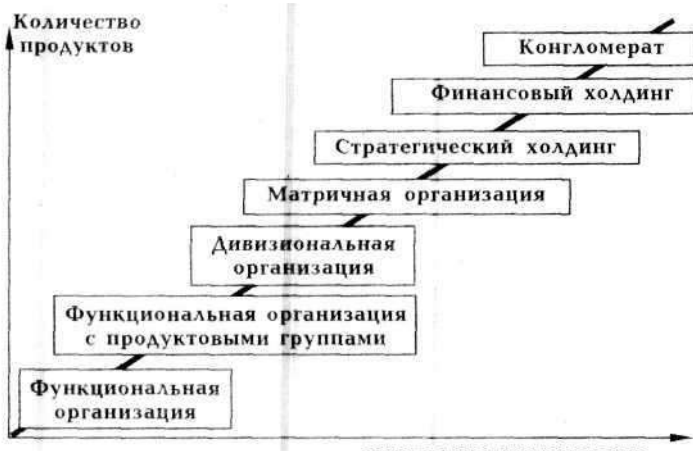 Количество
продуктов
Конгломерат
Финансовый холдинг
Стратегический холдинг
Матричная организация
Дивизиональная
организация
Функциональная организация
с продуктовыми группами
Функциональная
организация